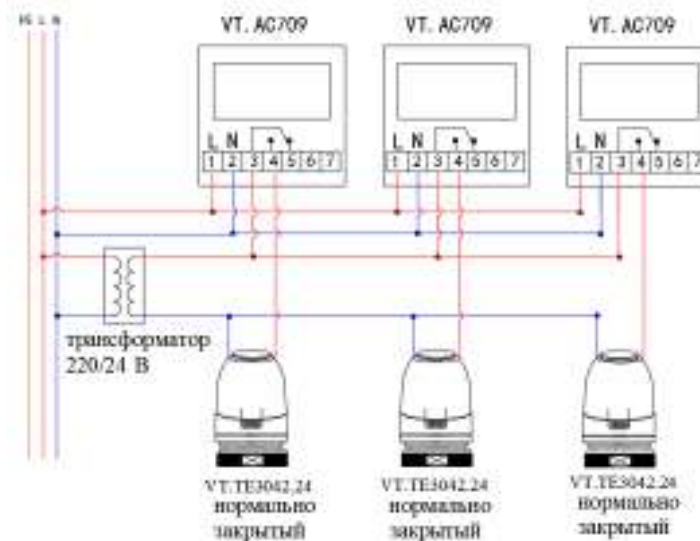 PE L N
VT. AC709 VT. AC709 VT. AC709
L N L N L N
1 2 3 4 5 6 7 1 2 3 4 5 6 7 1 2 3 4 5 6 7
трансформатор
220/24 В
VT.TE3042.24 VT.TE3042.24 VT.TE3042.24
нормально нормально нормально
закрытый закрытый закрытый